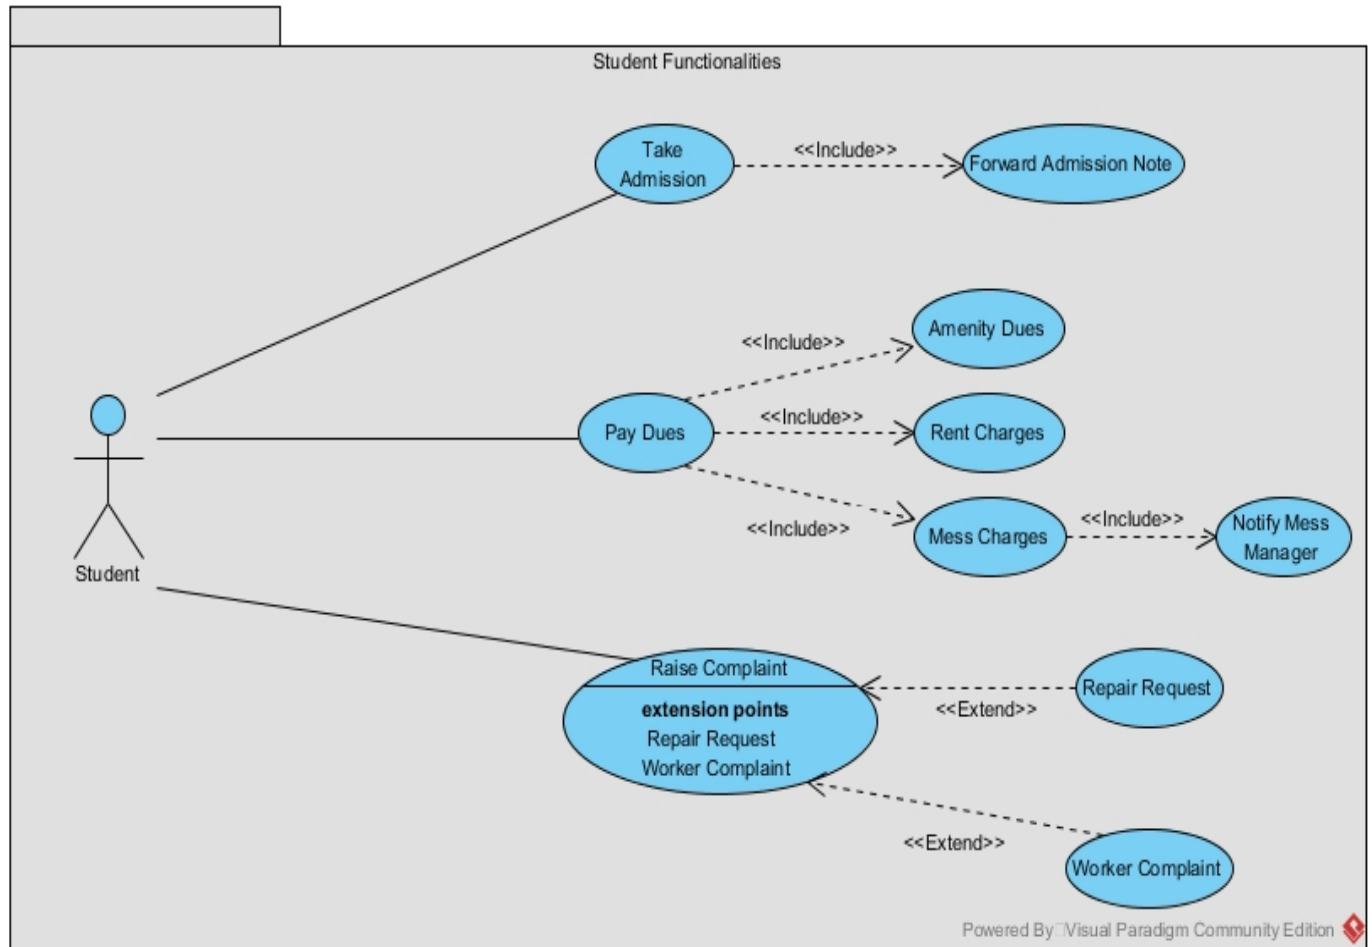 Student Functionalities
Take
Admission
<<Include>>
Forward Admission Note
Amenity Dues
<<Include>>
Pay Dues
<<Include>>
Rent Charges
<<Include>>
Mess Charges
<<Include>>
Notify Mess
Manager
Student
Raise Complaint
extension points
Repair Request
Worker Complaint
<<Extend>>
Repair Request
<<Extend>>
Worker Complaint
Powered By Visual Paradigm Community Edition